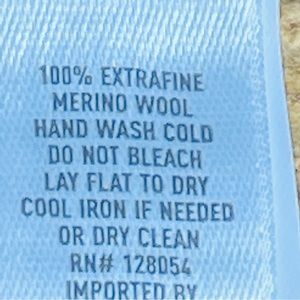 100% EXTRAFINE
MERINO WOOL
HAND WASH COLD
DO NOT BLEACH
LAY FLAT TO DRY
COOL IRON IF NEEDED
OR DRY CLEAN
RN# 128054
IMPORTED BY